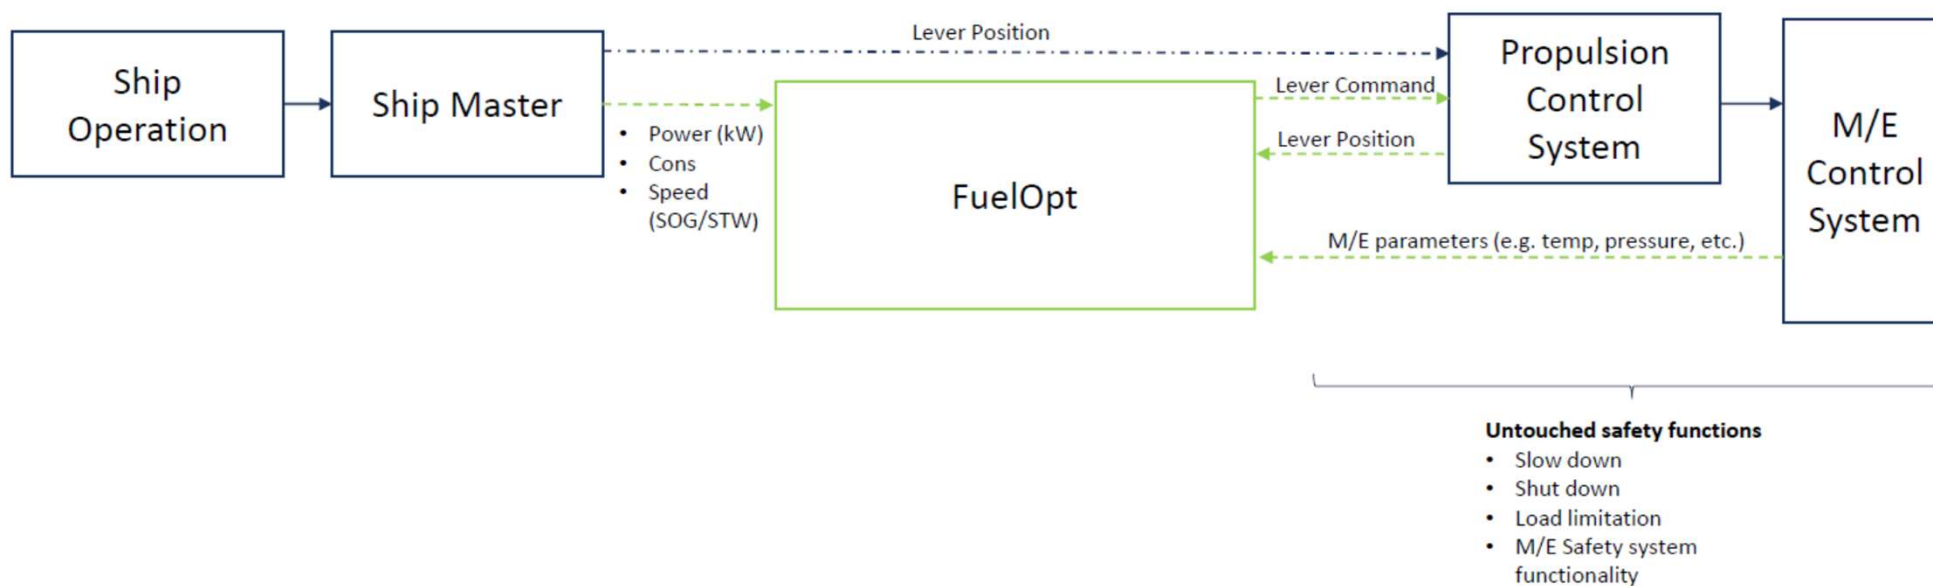 Ship
Operation
Ship Master
Lever Position
• Power (kW)
• Cons
• Speed
(SOG/STW)
FuelOpt
Lever Command
Lever Position
M/E parameters (e.g. temp, pressure, etc.)
Propulsion
Control
System
M/E
Control
System
Untouched safety functions
• Slow down
• Shut down
• Load limitation
• M/E Safety system
functionality